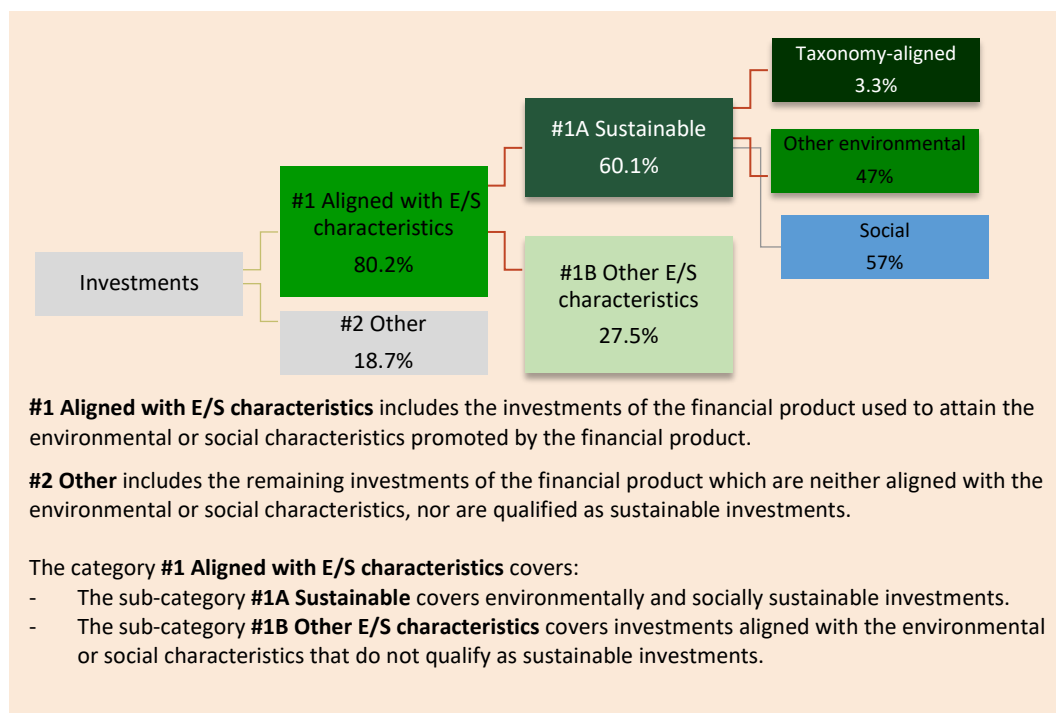 Taxonomy-aligned
3.3%
#1A Sustainable
60.1%
Other environmental
47%
#1 Aligned with E/S
characteristics
80.2%
Social
57%
Investments
#1B Other E/S
characteristics
27.5%
#2 Other
18.7%
#1 Aligned with E/S characteristics includes the investments of the financial product used to attain the
environmental or social characteristics promoted by the financial product.
#2 Other includes the remaining investments of the financial product which are neither aligned with the
environmental or social characteristics, nor are qualified as sustainable investments.
The category #1 Aligned with E/S characteristics covers:
- The sub-category #1A Sustainable covers environmentally and socially sustainable investments.
- The sub-category #1B Other E/S characteristics covers investments aligned with the environmental
or social characteristics that do not qualify as sustainable investments.